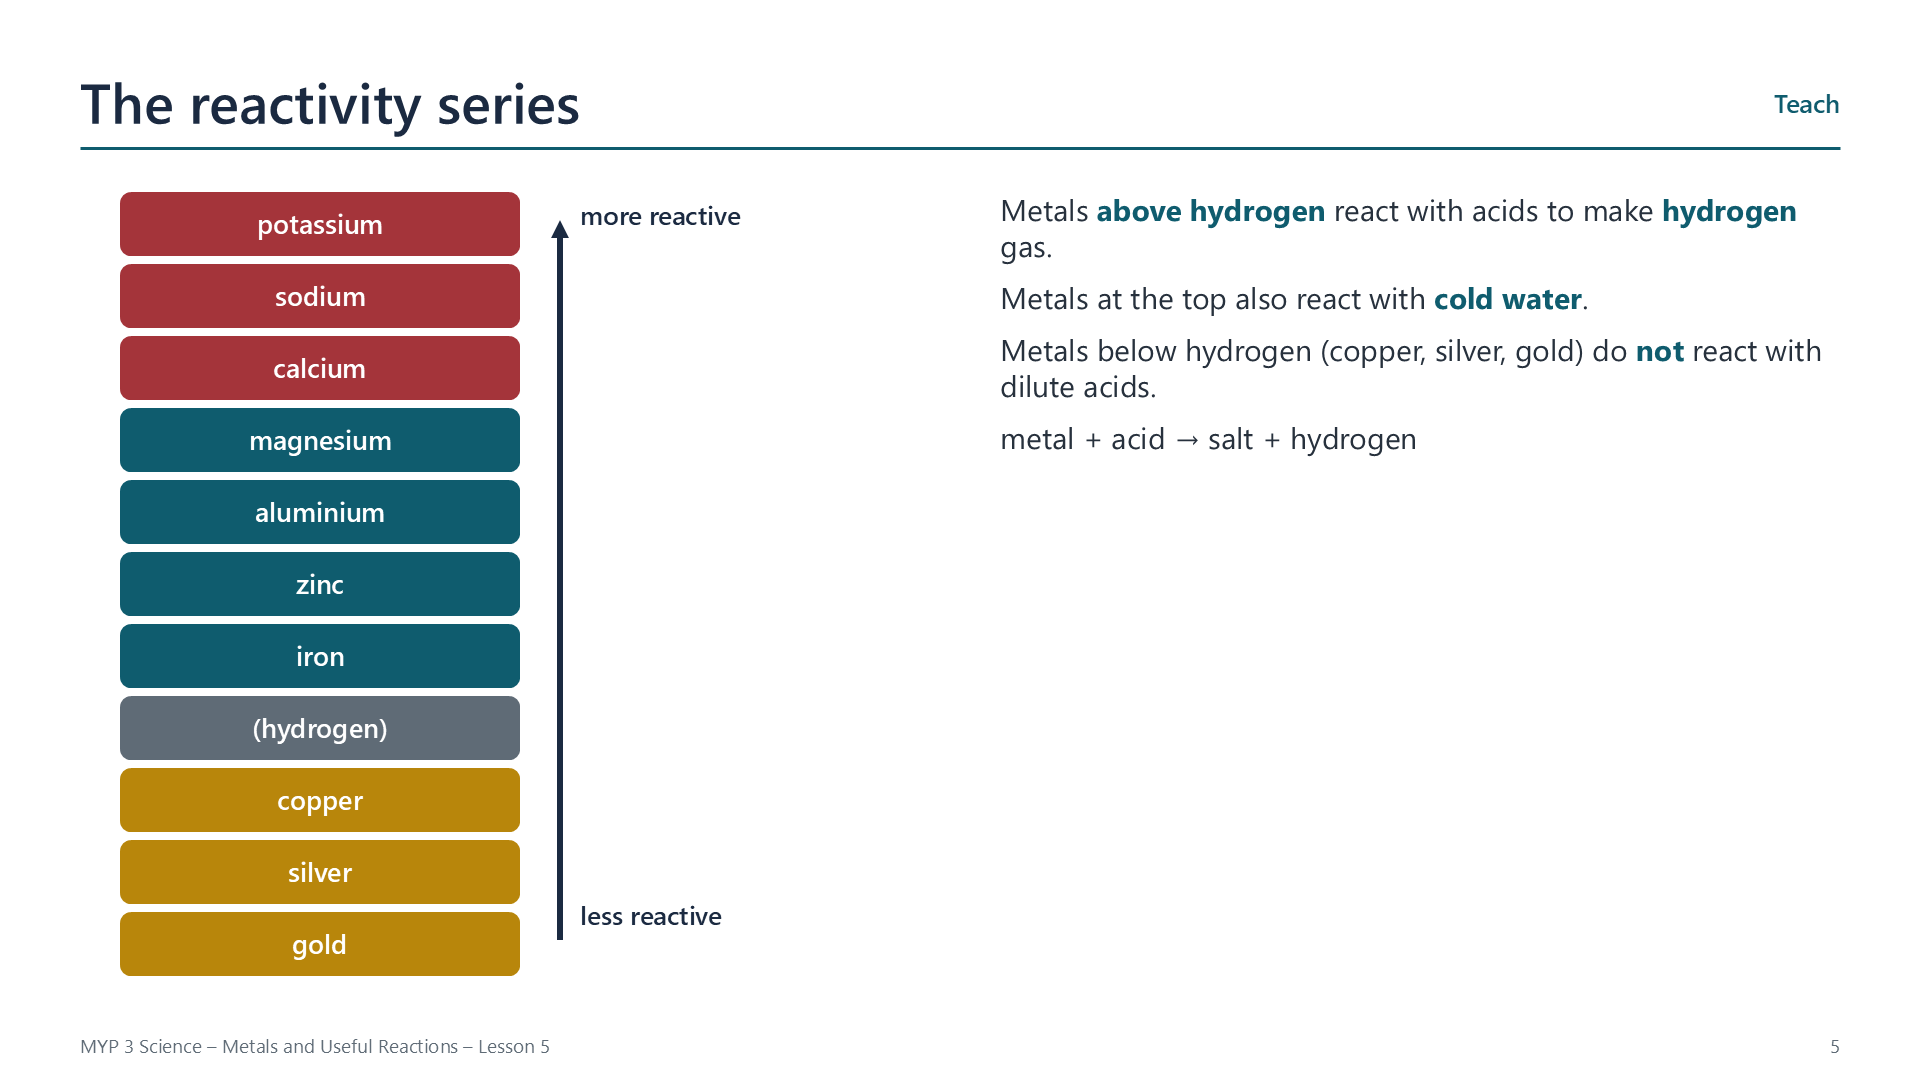 The reactivity series
Teach
potassium
sodium
calcium
magnesium
aluminium
zinc
iron
(hydrogen)
copper
silver
gold
more reactive
less reactive
Metals above hydrogen react with acids to make hydrogen
gas.
Metals at the top also react with cold water.
Metals below hydrogen (copper, silver, gold) do not react with
dilute acids.
metal + acid → salt + hydrogen
MYP 3 Science – Metals and Useful Reactions – Lesson 5
5